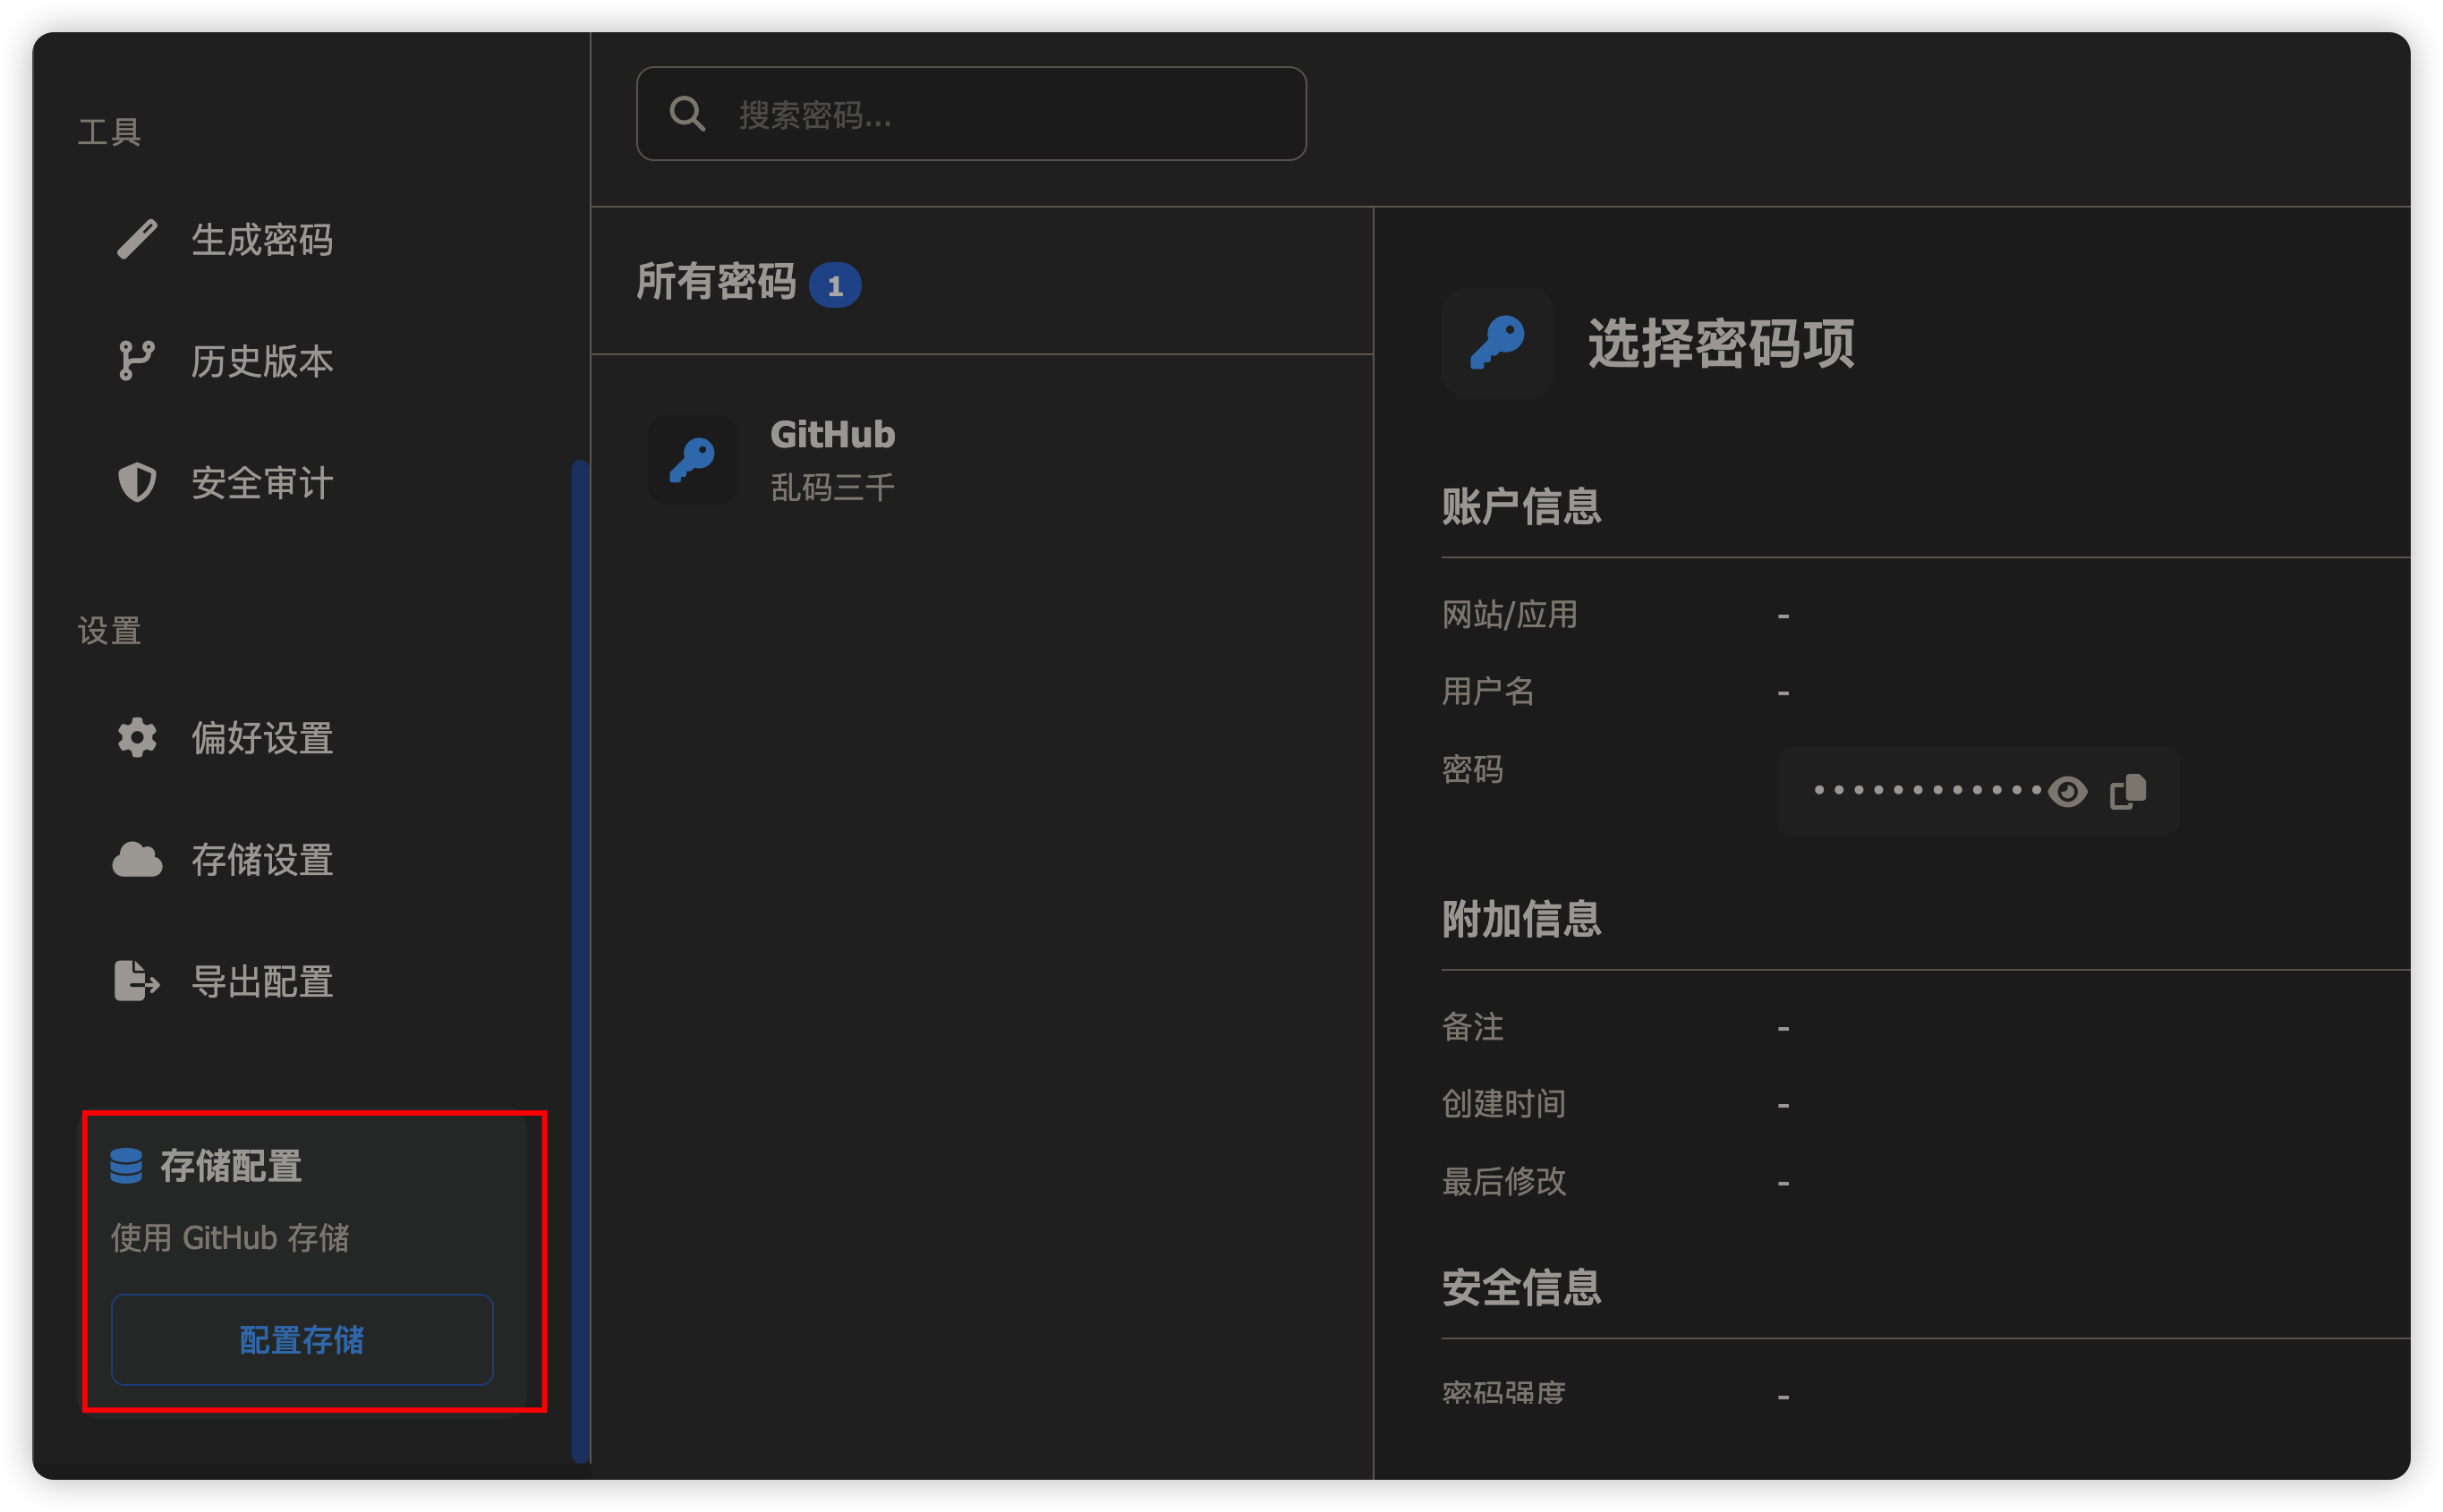 工具
生成密码
历史版本
安全审计
设置
偏好设置
存储设置
导出配置
存储配置
使用 GitHub 存储
配置存储
搜索密码...
所有密码 1
GitHub
乱码三千
选择密码项
账户信息
网站/应用 -
用户名 -
密码 ••••••••••••
附加信息
备注 -
创建时间 -
最后修改 -
安全信息
密码强度 -